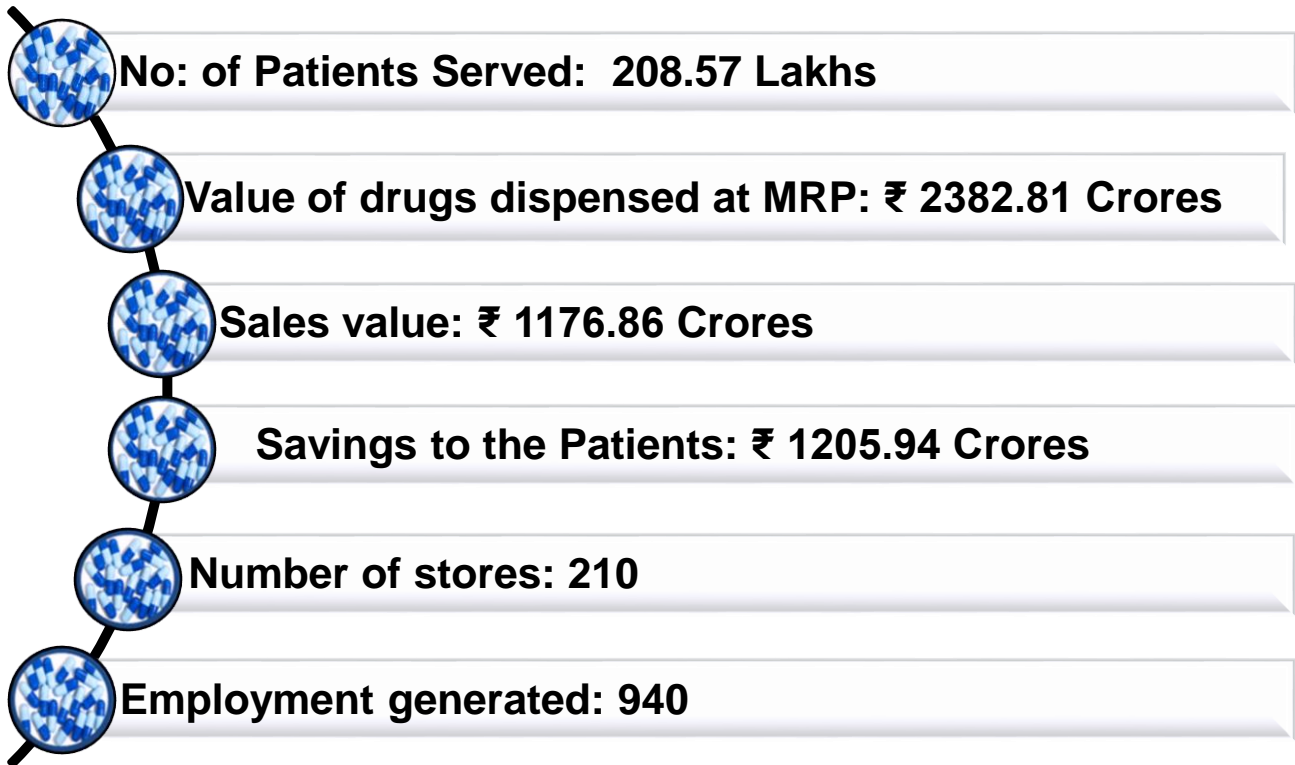 No: of Patients Served: 208.57 Lakhs
Value of drugs dispensed at MRP: ₹ 2382.81 Crores
Sales value: ₹ 1176.86 Crores
Savings to the Patients: ₹ 1205.94 Crores
Number of stores: 210
Employment generated: 940